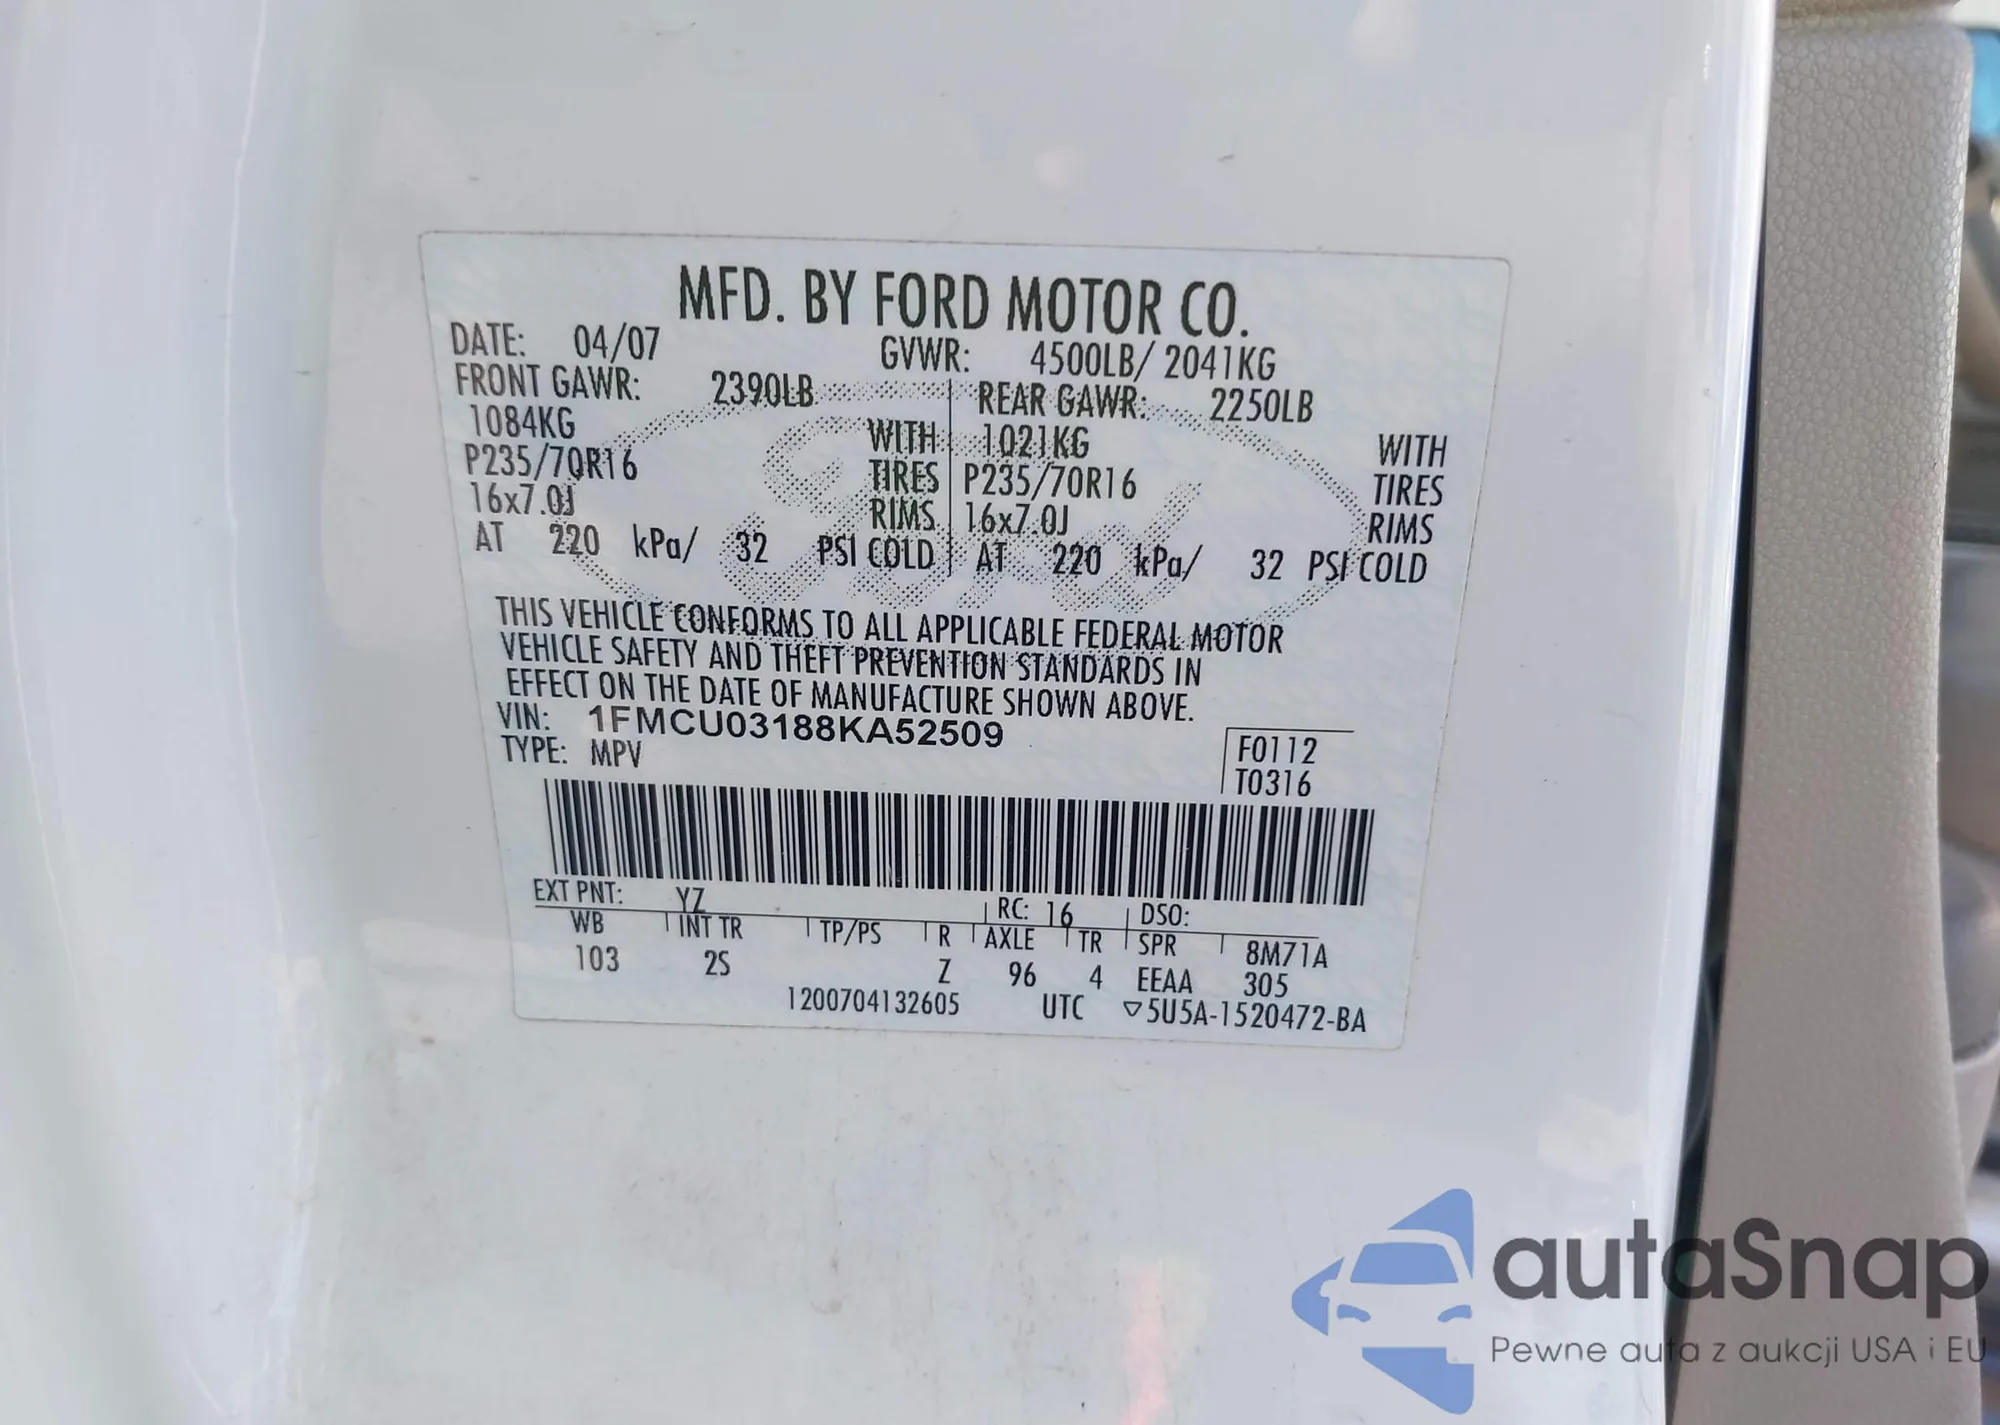 MFD. BY FORD MOTOR CO.
DATE: 04/07 GVWR: 4500LB/ 2041KG
FRONT GAWR: 2390LB REAR GAWR: 2250LB
1084KG WITH 1021KG WITH
P235/70R16 TIRES P235/70R16 TIRES
16x7.0J RIMS 16x7.0J RIMS
AT 220 kPa/ 32 PSI COLD AT 220 kPa/ 32 PSI COLD
THIS VEHICLE CONFORMS TO ALL APPLICABLE FEDERAL MOTOR
VEHICLE SAFETY AND THEFT PREVENTION STANDARDS IN
EFFECT ON THE DATE OF MANUFACTURE SHOWN ABOVE.
VIN: 1FMCU03188KA52509
TYPE: MPV
F0112
T0316
EXT PNT: YZ RC: 16 DSO:
WB INT TR TP/PS R AXLE TR SPR 8M71A
103 2S Z 96 4 EEAA 305
1200704132605 UTC ▽5U5A-1520472-BA
Ford
autaSnap
Pewne auta z aukcji USA i EU